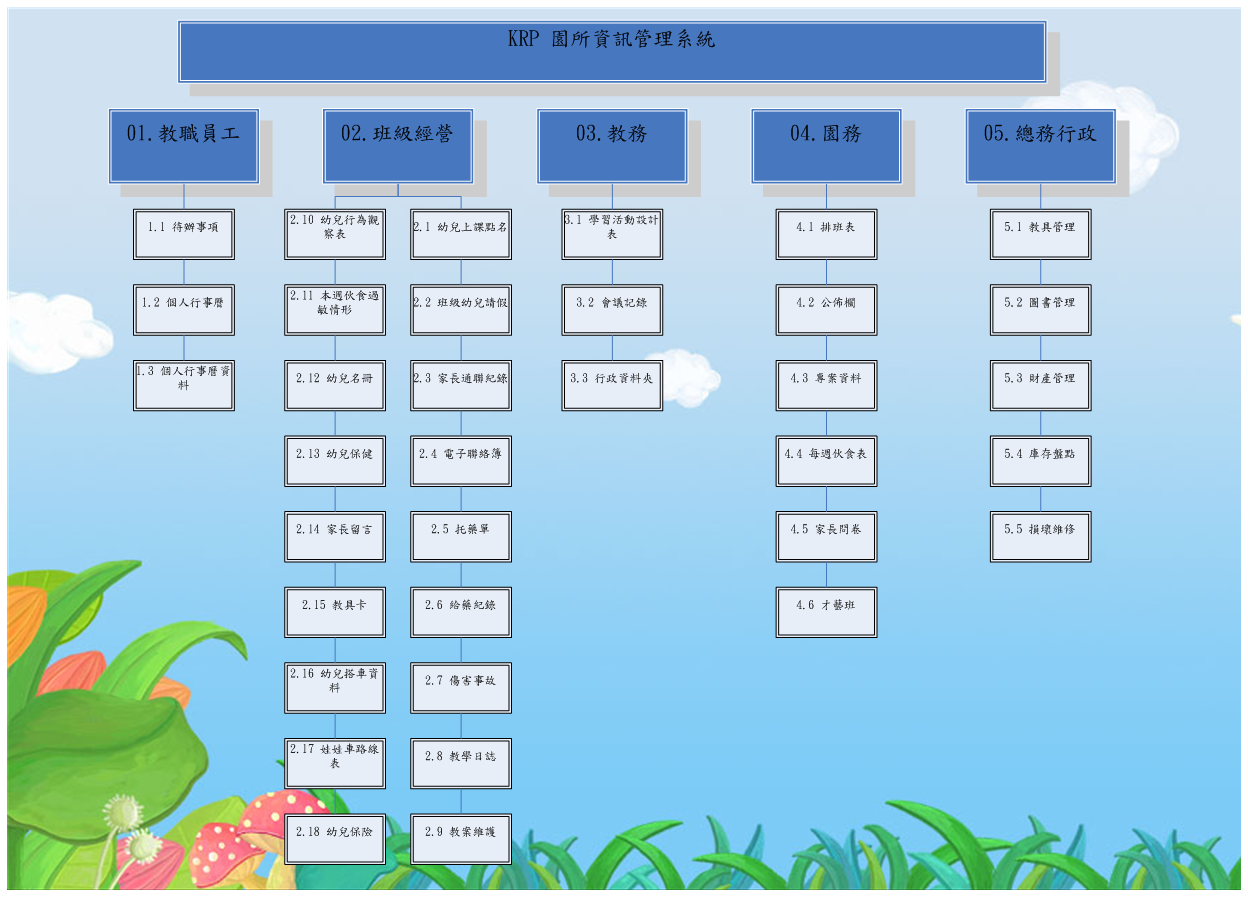 KRP 園所資訊管理系統
01.教職員工
1.1 待辦事項
1.2 個人行事曆
1.3 個人行事曆資
料
02.班級經營
2.10 幼兒行為觀
察表
2.11 本週伙食過
敏情形
2.12 幼兒名冊
2.13 幼兒保健
2.14 家長留言
2.15 教具卡
2.16 幼兒搭車資
料
2.17 娃娃車路線
表
2.18 幼兒保險
2.1 幼兒上課點名
2.2 班級幼兒請假
2.3 家長通聯紀錄
2.4 電子聯絡簿
2.5 托藥單
2.6 給藥紀錄
2.7 傷害事故
2.8 教學日誌
2.9 教案維護
03.教務
3.1 學習活動設計
表
3.2 會議記錄
3.3 行政資料夾
04.園務
4.1 排班表
4.2 公佈欄
4.3 專案資料
4.4 每週伙食表
4.5 家長問卷
4.6 才藝班
05.總務行政
5.1 教具管理
5.2 圖書管理
5.3 財產管理
5.4 庫存盤點
5.5 損壞維修